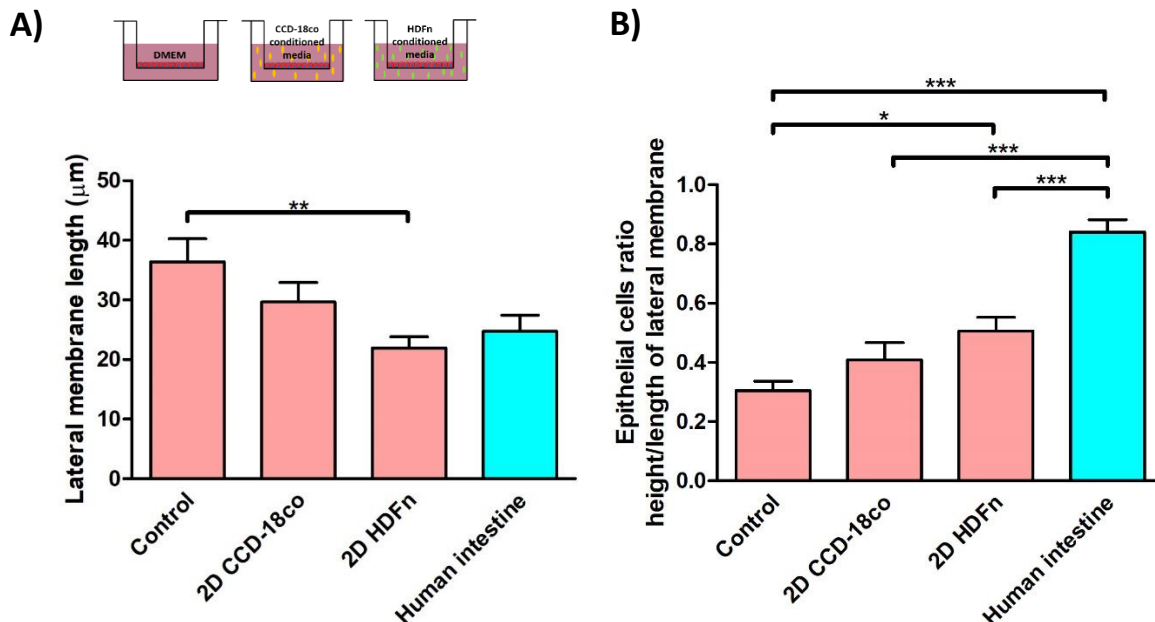 A)
DMEM
CCD-18co
conditioned
media
HDFn
conditioned
media
Lateral membrane length (μm)
50
40
30
20
10
0
**
Control
2D CCD-18co
2D HDFn
Human intestine
B)
Epithelial cells ratio
height/length of lateral membrane
1.0
0.8
0.6
0.4
0.2
0.0
***
*
***
***
Control
2D CCD-18co
2D HDFn
Human intestine